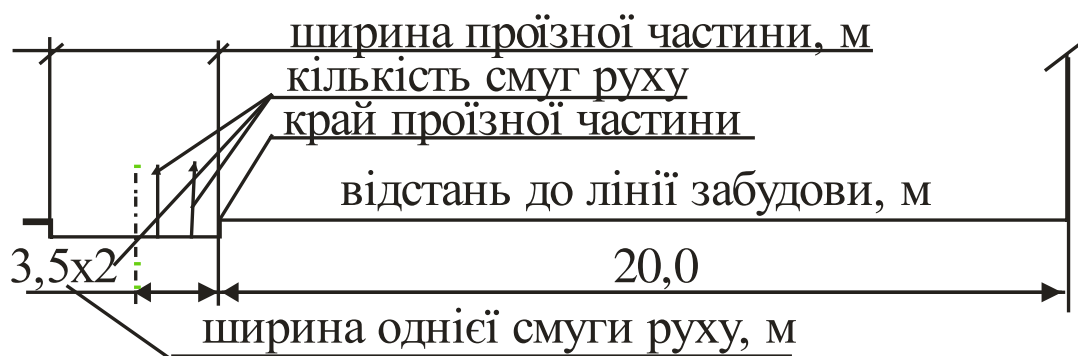 ширина проїзної частини, м
кількість смуг руху
край проїзної частини
відстань до лінії забудови, м
3,5х2 20,0
ширина однієї смуги руху, м